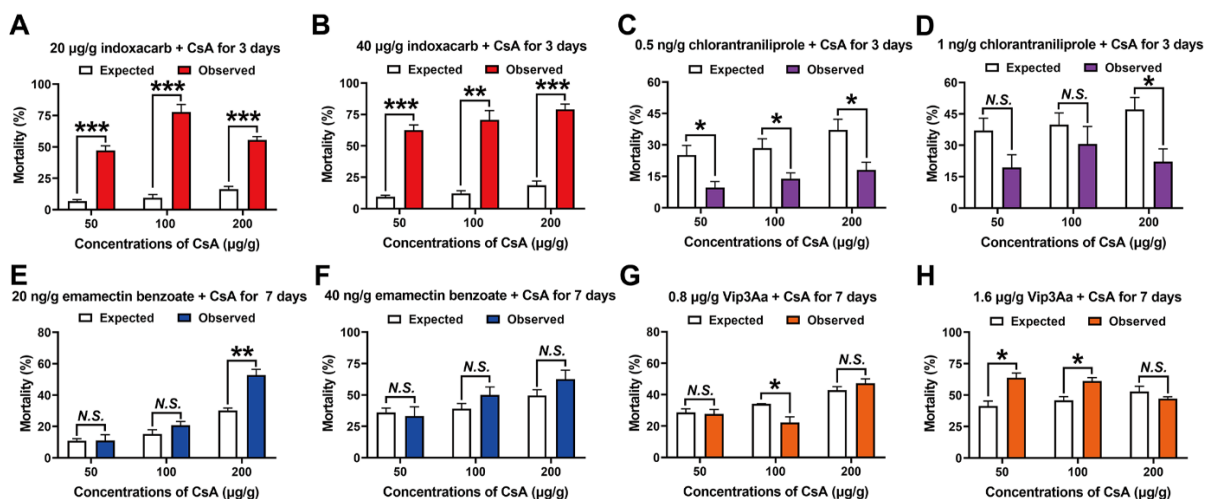 A
20 µg/g indoxacarb + CsA for 3 days
Expected Observed
Mortality (%)
100
75
50
25
0
***
***
***
50 100 200
Concentrations of CsA (µg/g)
B
40 µg/g indoxacarb + CsA for 3 days
Expected Observed
Mortality (%)
125
100
75
50
25
0
***
**
***
50 100 200
Concentrations of CsA (µg/g)
C
0.5 ng/g chlorantraniliprole + CsA for 3 days
Expected Observed
Mortality (%)
60
45
30
15
0
*
*
*
50 100 200
Concentrations of CsA (µg/g)
D
1 ng/g chlorantraniliprole + CsA for 3 days
Expected Observed
Mortality (%)
60
45
30
15
0
N.S.
N.S.
*
50 100 200
Concentrations of CsA (µg/g)
E
20 ng/g emamectin benzoate + CsA for 7 days
Expected Observed
Mortality (%)
80
60
40
20
0
N.S.
N.S.
**
50 100 200
Concentrations of CsA (µg/g)
F
40 ng/g emamectin benzoate + CsA for 7 days
Expected Observed
Mortality (%)
100
75
50
25
0
N.S.
N.S.
N.S.
50 100 200
Concentrations of CsA (µg/g)
G
0.8 µg/g Vip3Aa + CsA for 7 days
Expected Observed
Mortality (%)
80
60
40
20
0
N.S.
*
N.S.
50 100 200
Concentrations of CsA (µg/g)
H
1.6 µg/g Vip3Aa + CsA for 7 days
Expected Observed
Mortality (%)
100
75
50
25
0
*
*
N.S.
50 100 200
Concentrations of CsA (µg/g)